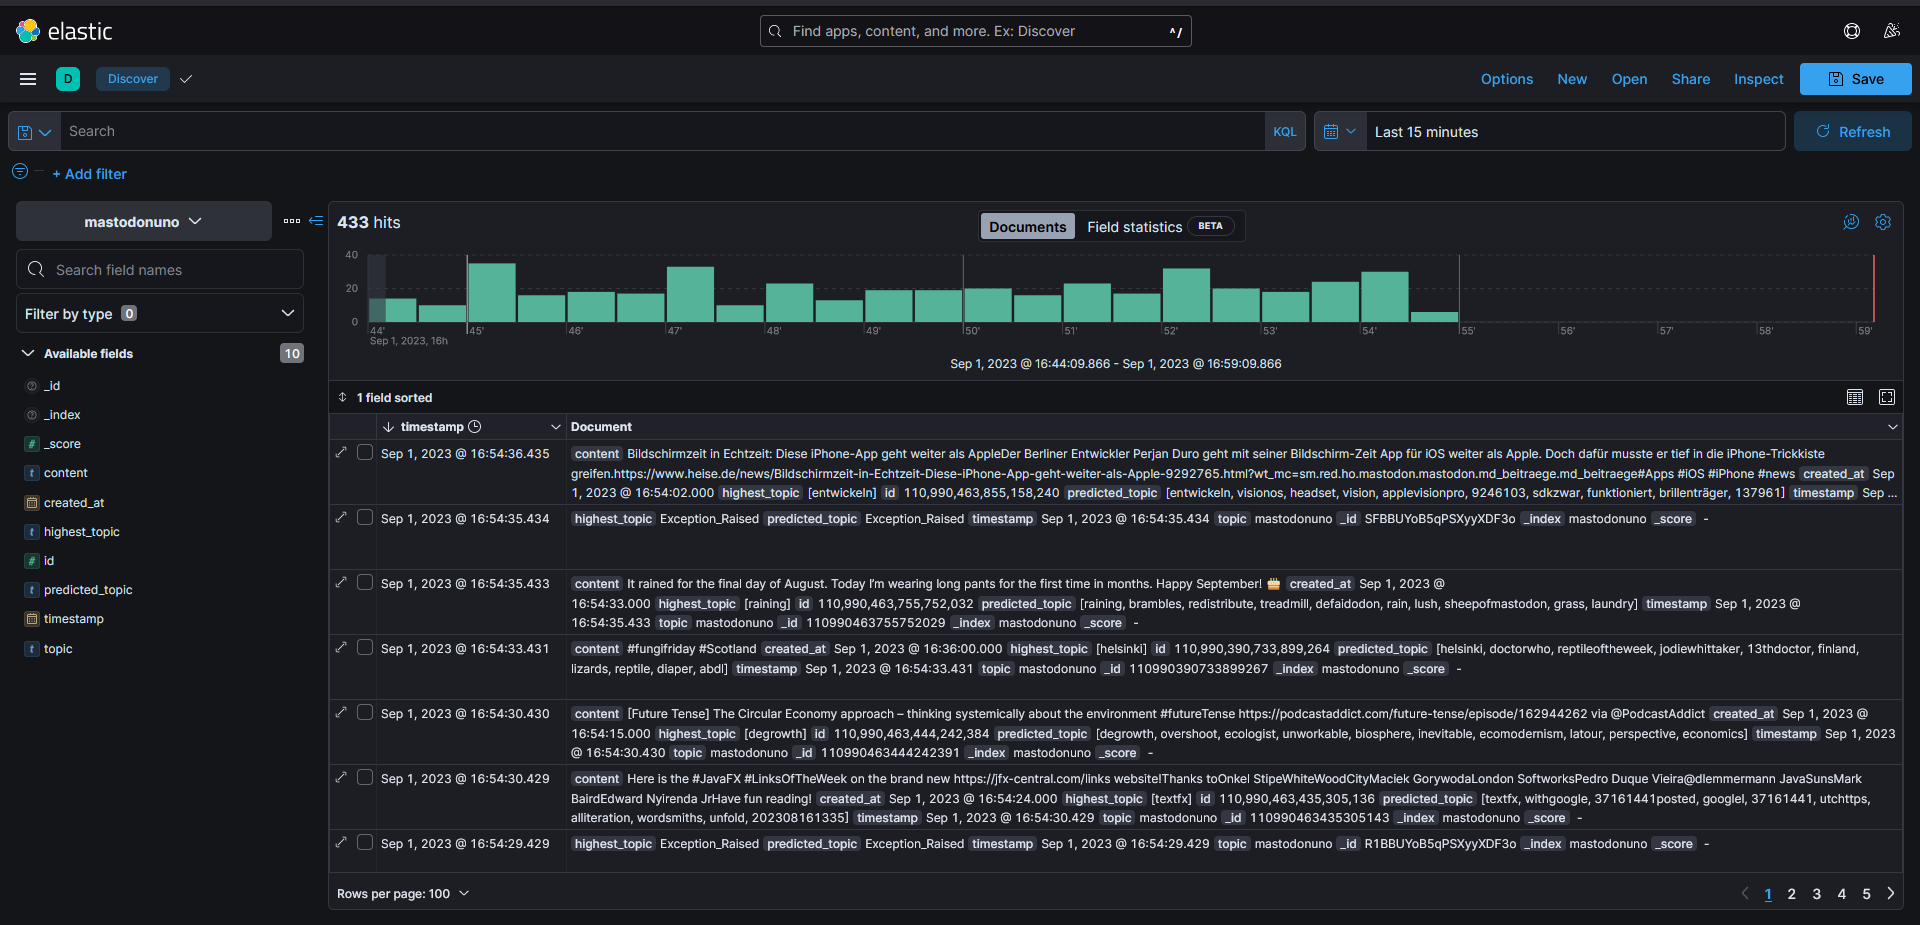 elastic
Find apps, content, and more. Ex: Discover ^/
D Discover Options New Open Share Inspect Save
Search KQL Last 15 minutes Refresh
+ Add filter
mastodonuno
Search field names
Filter by type 0
Available fields 10
_id
_index
# _score
t content
created_at
t highest_topic
# id
t predicted_topic
timestamp
t topic
433 hits Documents Field statistics BETA
40
20
0
44' 45' 46' 47' 48' 49' 50' 51' 52' 53' 54' 55' 56' 57' 58' 59'
Sep 1, 2023, 16h
Sep 1, 2023 @ 16:44:09.866 - Sep 1, 2023 @ 16:59:09.866
1 field sorted
timestamp Document
Sep 1, 2023 @ 16:54:36.435 content Bildschirmzeit in Echtzeit: Diese iPhone-App geht weiter als AppleDer Berliner Entwickler Perjan Duro geht mit seiner Bildschirm-Zeit App für iOS weiter als Apple. Doch dafür musste er tief in die iPhone-Trickkiste
greifen.https://www.heise.de/news/Bildschirmzeit-in-Echtzeit-Diese-iPhone-App-geht-weiter-als-Apple-9292765.html?wt_mc=sm.red.ho.mastodon.mastodon.md_beitraege.md_beitraege#Apps #iOS #iPhone #news created_at Sep
1, 2023 @ 16:54:02.000 highest_topic [entwickeln] id 110,990,463,855,158,240 predicted_topic [entwickeln, visionos, headset, vision, applevisionpro, 9246103, sdkzwar, funktioniert, brillenträger, 137961] timestamp Sep ...
Sep 1, 2023 @ 16:54:35.434 highest_topic Exception_Raised predicted_topic Exception_Raised timestamp Sep 1, 2023 @ 16:54:35.434 topic mastodonuno _id SFBBUYoB5qPSXyyXDF3o _index mastodonuno _score -
Sep 1, 2023 @ 16:54:35.433 content It rained for the final day of August. Today I'm wearing long pants for the first time in months. Happy September! 🎂 created_at Sep 1, 2023 @
16:54:33.000 highest_topic [raining] id 110,990,463,755,752,032 predicted_topic [raining, brambles, redistribute, treadmill, defaidodon, rain, lush, sheepofmastodon, grass, laundry] timestamp Sep 1, 2023 @
16:54:35.433 topic mastodonuno _id 110990463755752029 _index mastodonuno _score -
Sep 1, 2023 @ 16:54:33.431 content #fungifriday #Scotland created_at Sep 1, 2023 @ 16:36:00.000 highest_topic [helsinki] id 110,990,390,733,899,264 predicted_topic [helsinki, doctorwho, reptileoftheweek, jodiewhittaker, 13thdoctor, finland,
lizards, reptile, diaper, abdl] timestamp Sep 1, 2023 @ 16:54:33.431 topic mastodonuno _id 110990390733899267 _index mastodonuno _score -
Sep 1, 2023 @ 16:54:30.430 content [Future Tense] The Circular Economy approach – thinking systemically about the environment #futureTense https://podcastaddict.com/future-tense/episode/162944262 via @PodcastAddict created_at Sep 1, 2023 @
16:54:15.000 highest_topic [degrowth] id 110,990,463,444,242,384 predicted_topic [degrowth, overshoot, ecologist, unworkable, biosphere, inevitable, ecomodernism, latour, perspective, economics] timestamp Sep 1, 2023
@ 16:54:30.430 topic mastodonuno _id 110990463444242391 _index mastodonuno _score -
Sep 1, 2023 @ 16:54:30.429 content Here is the #JavaFX #LinksOfTheWeek on the brand new https://jfx-central.com/links website!Thanks toOnkel StipeWhiteWoodCityMaciek GorywodaLondon SoftworksPedro Duque Vieira@dlemmermann JavaSunsMark
BairdEdward Nyirenda JrHave fun reading! created_at Sep 1, 2023 @ 16:54:24.000 highest_topic [textfx] id 110,990,463,435,305,136 predicted_topic [textfx, withgoogle, 37161441posted, googlel, 37161441, utchttps,
alliteration, wordsmiths, unfold, 202308161335] timestamp Sep 1, 2023 @ 16:54:30.429 topic mastodonuno _id 110990463435305143 _index mastodonuno _score -
Sep 1, 2023 @ 16:54:29.429 highest_topic Exception_Raised predicted_topic Exception_Raised timestamp Sep 1, 2023 @ 16:54:29.429 topic mastodonuno _id R1BBUYoB5qPSXyyXDF3o _index mastodonuno _score -
Rows per page: 100 1 2 3 4 5